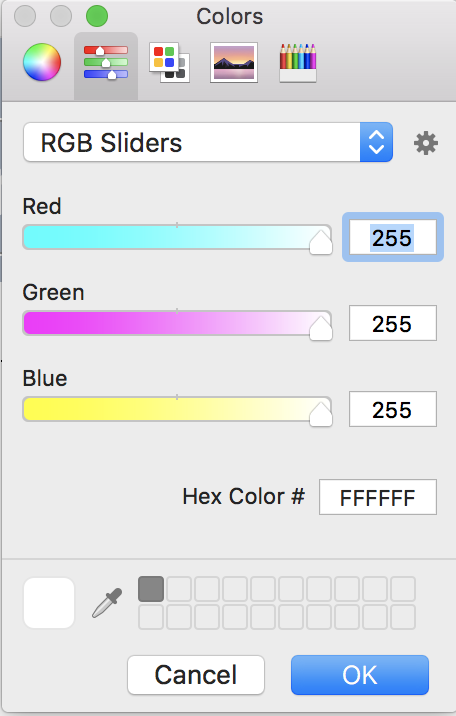 Colors
RGB Sliders
Red
255
Green
255
Blue
255
Hex Color # FFFFFF
Cancel OK